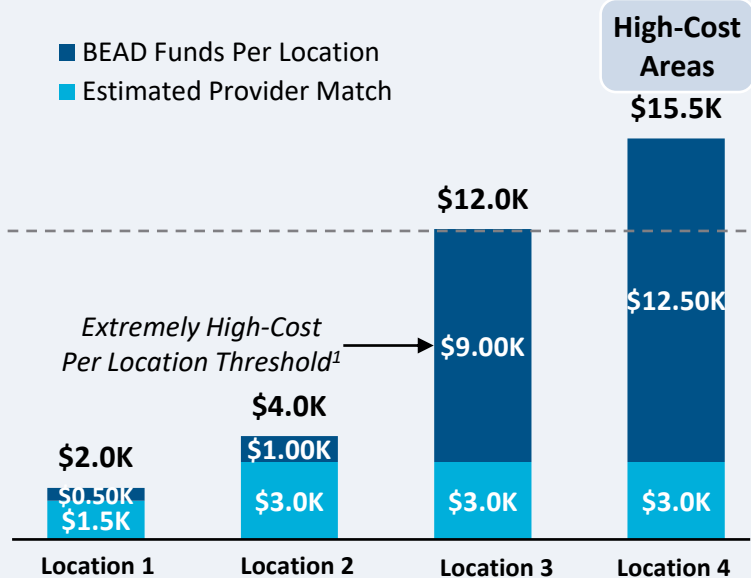 BEAD Funds Per Location
Estimated Provider Match
High-Cost
Areas
$15.5K
$12.0K
$12.50K
Extremely High-Cost
Per Location Threshold1
$9.00K
$4.0K
$1.00K
$2.0K
$0.50K
$1.5K
$3.0K
$3.0K
$3.0K
Location 1
Location 2
Location 3
Location 4